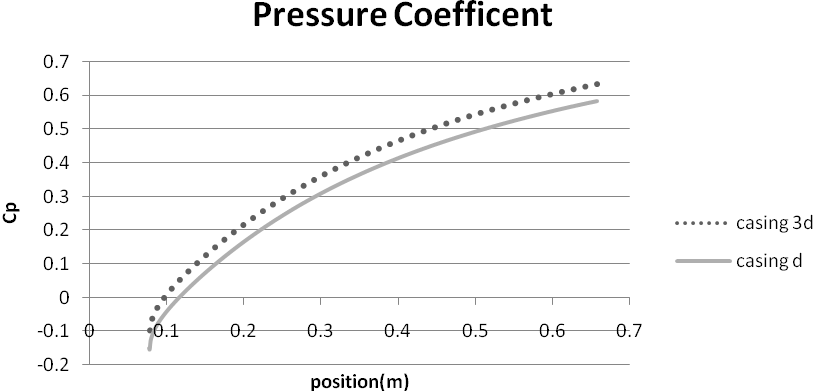 Pressure Coefficent
0.7
0.6
0.5
0.4
0.3
0.2
0.1
0
-0.1
-0.2
0 0.1 0.2 0.3 0.4 0.5 0.6 0.7
Cp
position(m)
casing 3d
casing d